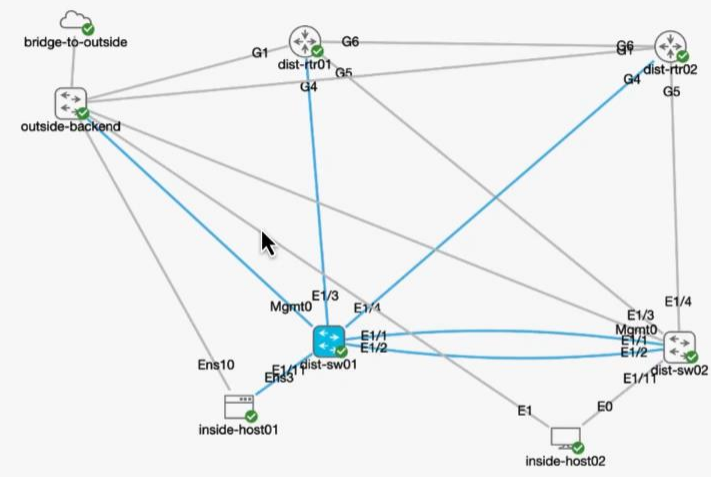 bridge-to-outside
G1
G6
G6
G1
dist-rtr01
G5
G4
dist-rtr02
G4
G5
outside-backend
Mgmt0
E1/3
E1/4
E1/3
E1/4
Mgmt0
E1/1
E1/2
E1/1
E1/2
dist-sw01
dist-sw02
Ens10
E1/11
Ens3
E1/11
inside-host01
E1
E0
inside-host02